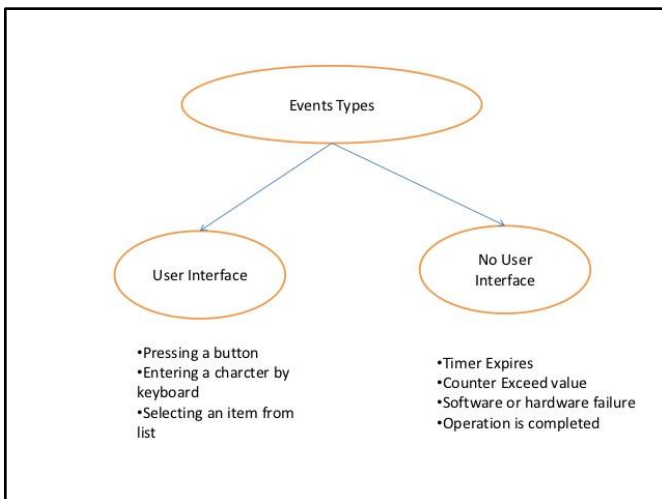 Events Types
User Interface
No User
Interface
•Pressing a button
•Entering a charcter by
keyboard
•Selecting an item from
list
•Timer Expires
•Counter Exceed value
•Software or hardware failure
•Operation is completed